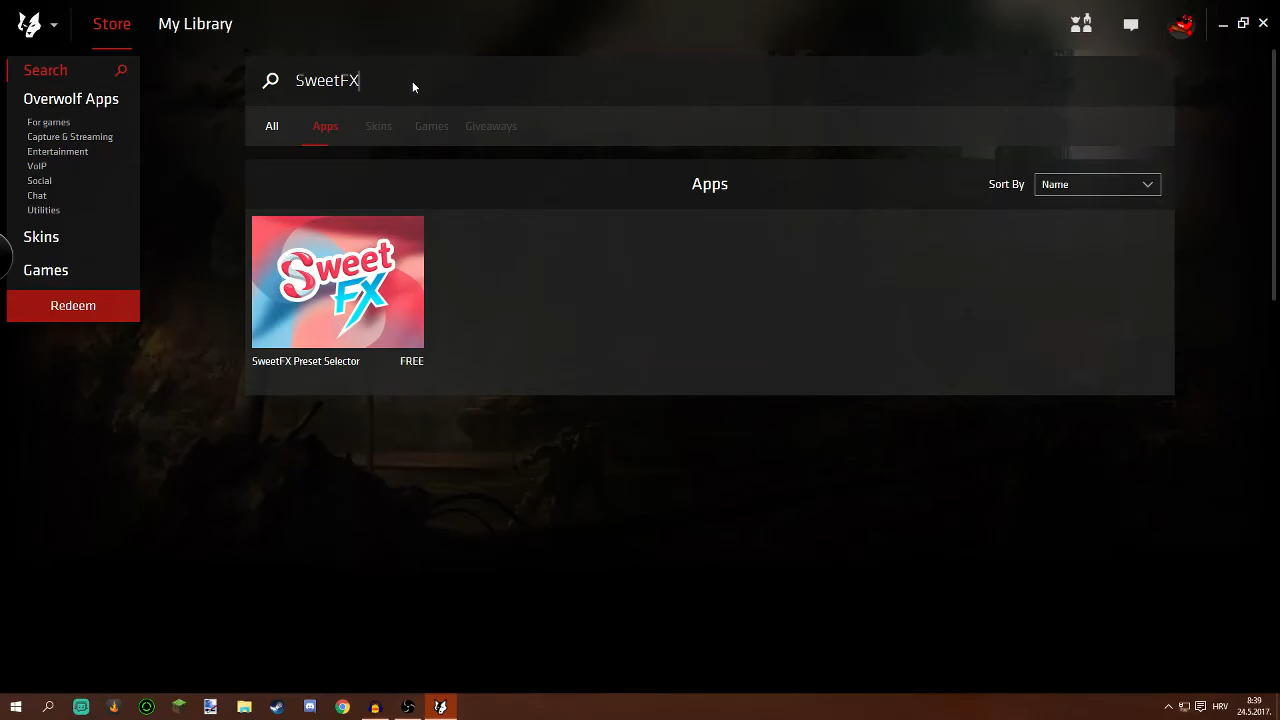 Store
My Library
Search
Overwolf Apps
For games
Capture & Streaming
Entertainment
VoIP
Social
Chat
Utilities
Skins
Games
Redeem
SweetFX
All
Apps
Skins
Games
Giveaways
Apps
Sort By
Name
Sweet
FX
SweetFX Preset Selector
FREE
HRV
8:39
24.5.2017.